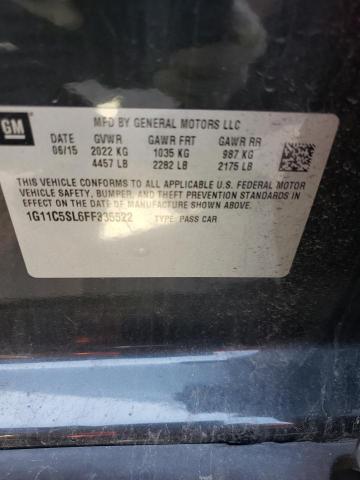 GM
MFD BY GENERAL MOTORS LLC
DATE GVWR GAWR FRT GAWR RR
06/15 2022 KG 1035 KG 987 KG
4457 LB 2282 LB 2175 LB
THIS VEHICLE CONFORMS TO ALL APPLICABLE U.S. FEDERAL MOTOR
VEHICLE SAFETY, BUMPER, AND THEFT PREVENTION STANDARDS IN
EFFECT ON THE DATE OF MANUFACTURE SHOWN ABOVE.
1G11C5SL6FF335522 TYPE: PASS CAR